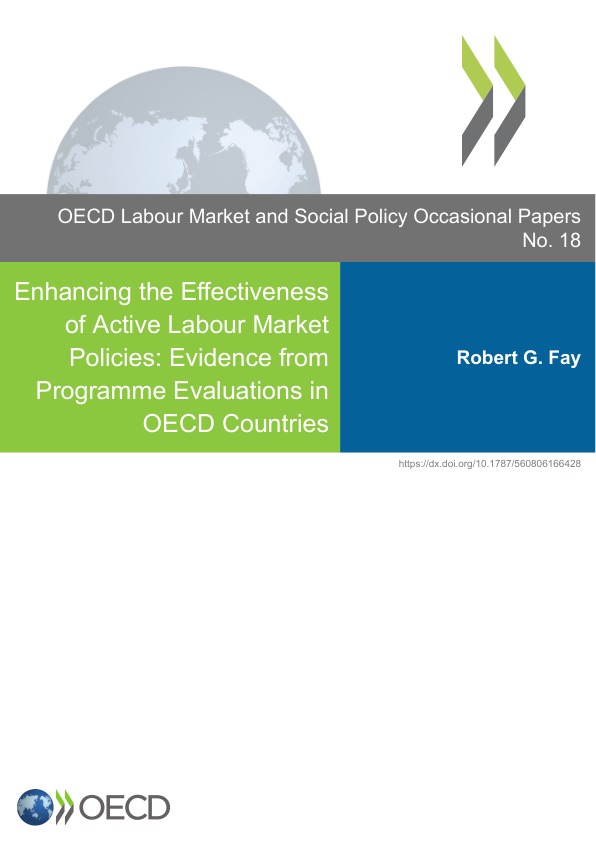 OECD Labour Market and Social Policy Occasional Papers
No. 18
Enhancing the Effectiveness
of Active Labour Market
Policies: Evidence from
Programme Evaluations in
OECD Countries
Robert G. Fay
https://dx.doi.org/10.1787/560806166428
OECD